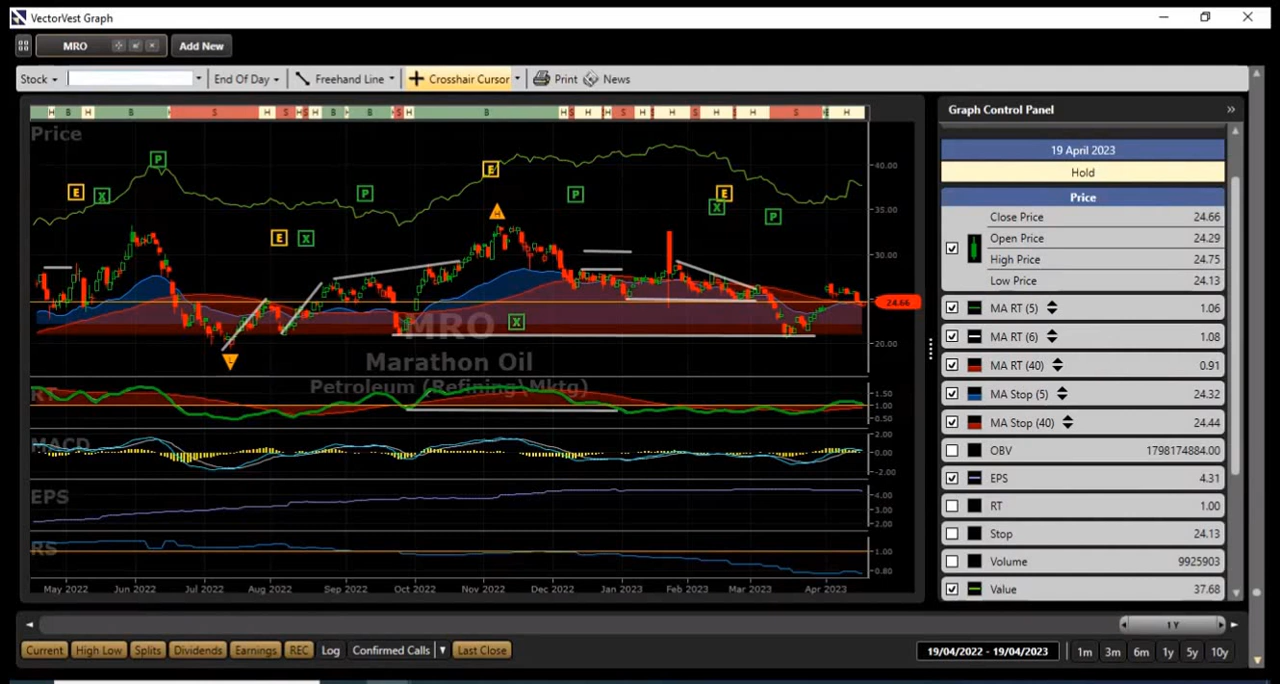 VectorVest Graph
MRO
Add New
Stock
End Of Day
Freehand Line
Crosshair Cursor
Print
News
H B H B H S H S H S H B H B S H B H S H H S H H S H H S H H
Price
40.00
35.00
30.00
24.66
20.00
P
E
X
E
X
P
E
P
E
X
P
X
H
L
MRO
Marathon Oil
Petroleum (Refining\Mktg)
RT
1.50
1.00
0.50
MACD
2.00
0.00
-2.00
EPS
4.00
3.00
2.00
RS
1.00
0.80
May 2022 Jun 2022 Jul 2022 Aug 2022 Sep 2022 Oct 2022 Nov 2022 Dec 2022 Jan 2023 Feb 2023 Mar 2023 Apr 2023
Graph Control Panel
19 April 2023
Hold
Price
Close Price 24.66
Open Price 24.29
High Price 24.75
Low Price 24.13
MA RT (5) 1.06
MA RT (6) 1.08
MA RT (40) 0.91
MA Stop (5) 24.32
MA Stop (40) 24.44
OBV 1798174884.00
EPS 4.31
RT 1.00
Stop 24.13
Volume 9925903
Value 37.68
1 Y
Current High Low Splits Dividends Earnings REC Log Confirmed Calls Last Close
19/04/2022 - 19/04/2023
1m 3m 6m 1y 5y 10y